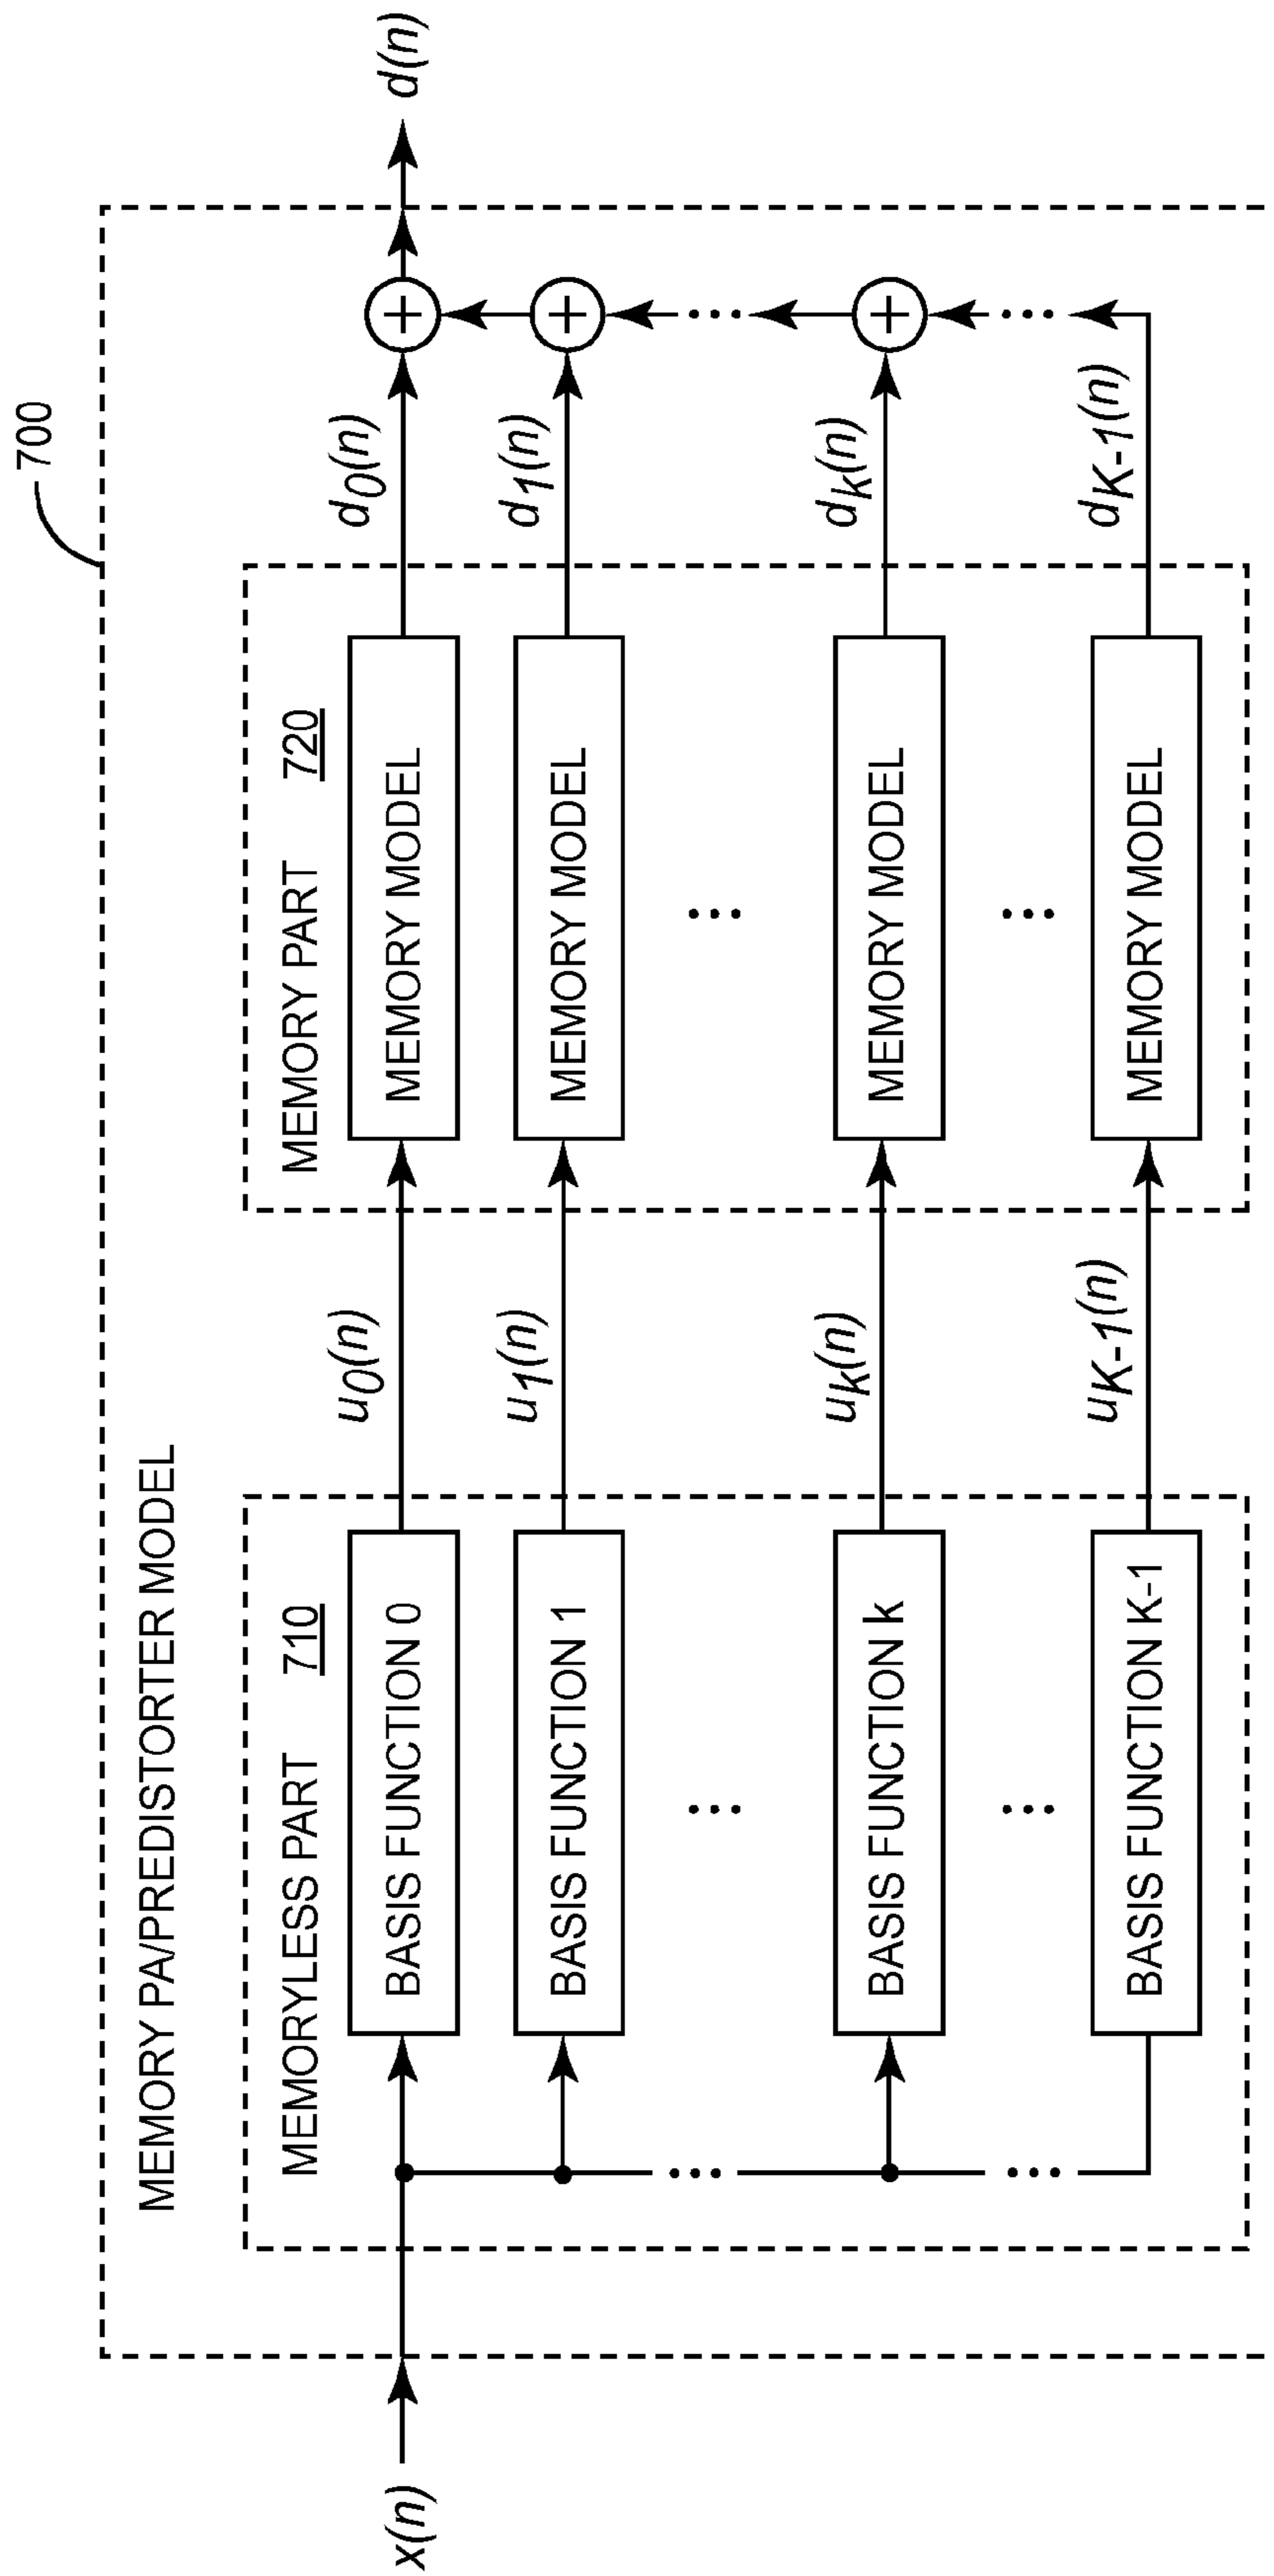 700
MEMORY PA/PREDISTORTER MODEL
MEMORYLESS PART 710
MEMORY PART 720
x(n)
BASIS FUNCTION 0
u0(n)
MEMORY MODEL
d0(n)
d(n)
BASIS FUNCTION 1
u1(n)
MEMORY MODEL
d1(n)
...
...
...
...
BASIS FUNCTION k
uk(n)
MEMORY MODEL
dk(n)
...
...
...
...
BASIS FUNCTION K-1
uK-1(n)
MEMORY MODEL
dK-1(n)